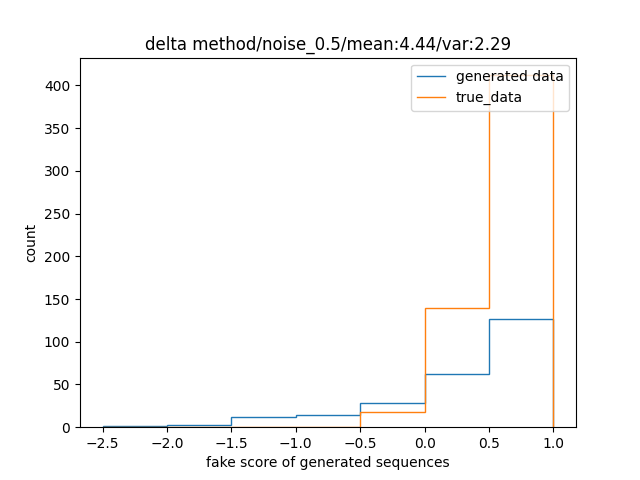 delta method/noise_0.5/mean:4.44/var:2.29
generated data
true_data
count
400
350
300
250
200
150
100
50
0
−2.5 −2.0 −1.5 −1.0 −0.5 0.0 0.5 1.0
fake score of generated sequences